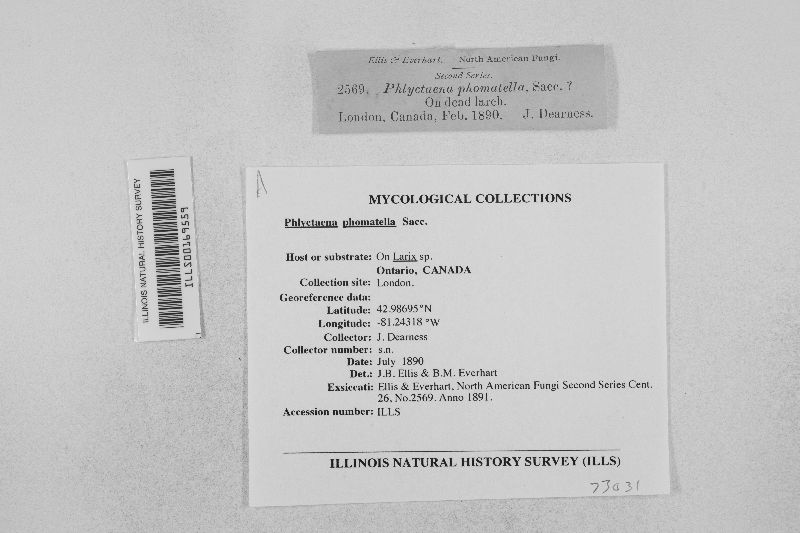 Ellis & Everhart. North American Fungi.
Second Series.
2569. Phlyctaena phomatella, Sacc. ?
On dead larch.
London, Canada, Feb. 1890. J. Dearness.
ILLINOIS NATURAL HISTORY SURVEY
ILLS00169559
A
MYCOLOGICAL COLLECTIONS
Phlyctaena phomatella Sacc.
Host or substrate: On Larix sp.
Ontario, CANADA
Collection site: London.
Georeference data:
Latitude: 42.98695°N
Longitude: -81.24318 °W
Collector: J. Dearness
Collector number: s.n.
Date: July 1890
Det.: J.B. Ellis & B.M. Everhart
Exsiccati: Ellis & Everhart, North American Fungi Second Series Cent.
26, No.2569. Anno 1891.
Accession number: ILLS
ILLINOIS NATURAL HISTORY SURVEY (ILLS)
73031